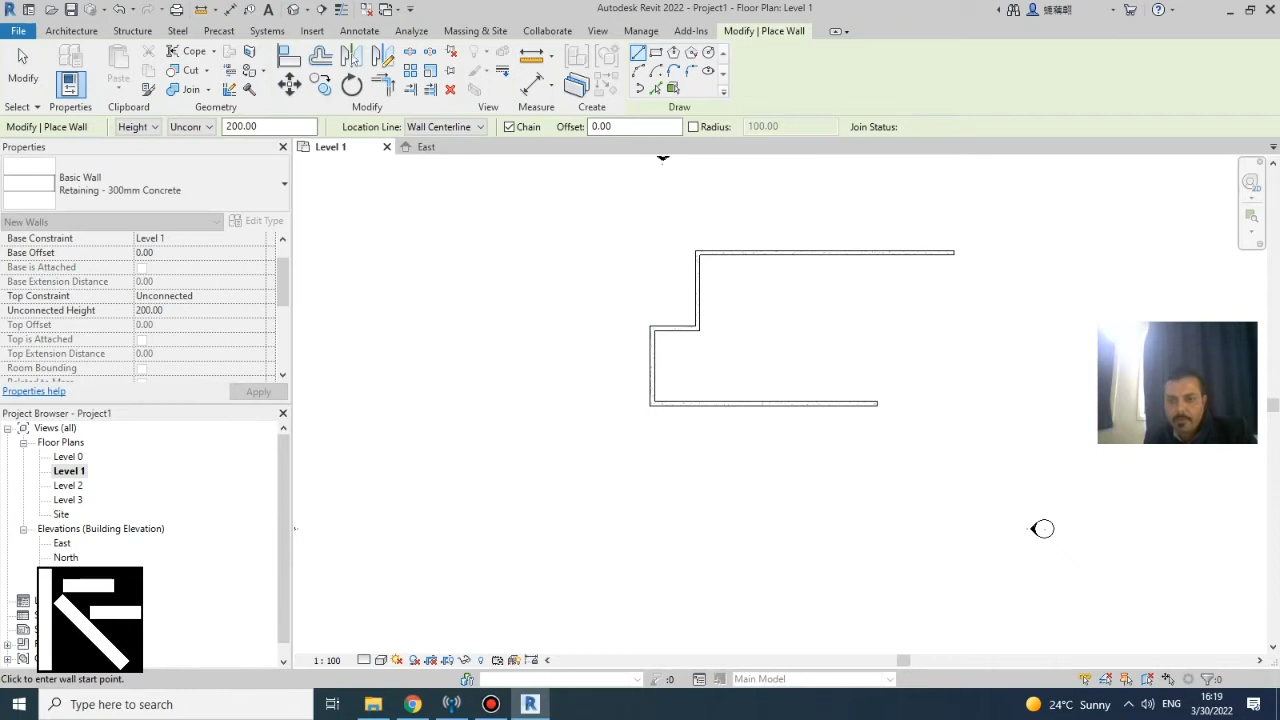 Autodesk Revit 2022 - Project1 - Floor Plan: Level 1
File Architecture Structure Steel Precast Systems Insert Annotate Analyze Massing & Site Collaborate View Manage Add-Ins Modify | Place Wall
Modify Paste Cope Cut Join
Select Properties Clipboard Geometry Modify View Measure Create Draw
Modify | Place Wall Height Unconr 200.00 Location Line: Wall Centerline Chain Offset: 0.00 Radius: 100.00 Join Status:
Properties
Level 1
East
Basic Wall
Retaining - 300mm Concrete
New Walls Edit Type
Base Constraint Level 1
Base Offset 0.00
Base is Attached
Base Extension Distance 0.00
Top Constraint Unconnected
Unconnected Height 200.00
Top Offset 0.00
Top is Attached
Top Extension Distance 0.00
Room Bounding
Properties help Apply
Project Browser - Project1
Views (all)
Floor Plans
Level 0
Level 1
Level 2
Level 3
Site
Elevations (Building Elevation)
East
North
1 : 100
Click to enter wall start point.
:0
Main Model
:0
Type here to search
24°C Sunny
ENG
16:19
3/30/2022